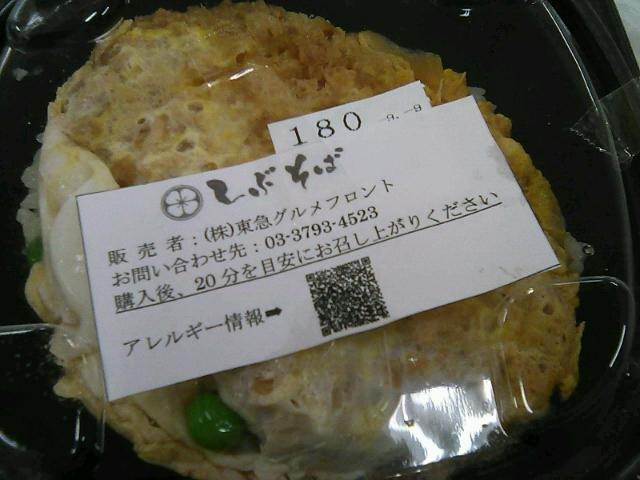 180
しぶそば
販売者：(株)東急グルメフロント
お問い合わせ先：03-3793-4523
購入後、20分を目安にお召し上がりください
アレルギー情報➡